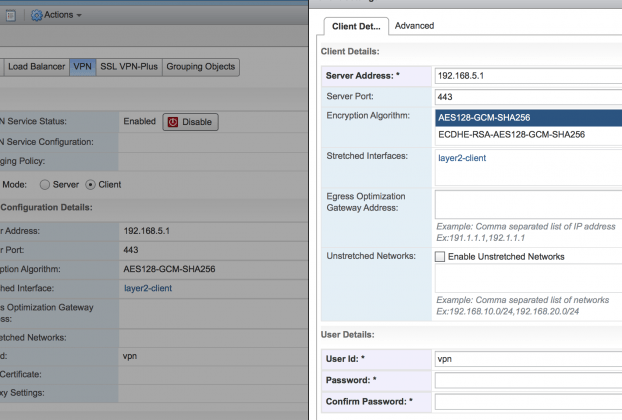 Actions
Load Balancer VPN SSL VPN-Plus Grouping Objects
N Service Status: Enabled Disable
N Service Configuration:
ging Policy:
Mode: Server Client
Configuration Details:
r Address: 192.168.5.1
r Port: 443
ption Algorithm: AES128-GCM-SHA256
hed Interface: layer2-client
s Optimization Gateway
ess:
etched Networks:
d: vpn
Certificate:
xy Settings:
Client Det... Advanced
Client Details:
Server Address: * 192.168.5.1
Server Port: 443
Encryption Algorithm: AES128-GCM-SHA256
ECDHE-RSA-AES128-GCM-SHA256
Stretched Interfaces: layer2-client
Egress Optimization
Gateway Address:
Example: Comma separated list of IP address
Ex:191.1.1.1,192.1.1.1
Unstretched Networks: Enable Unstretched Networks
Example: Comma separated list of networks
Ex:192.168.10.0/24,192.168.20.0/24
User Details:
User Id: * vpn
Password: *
Confirm Password: *